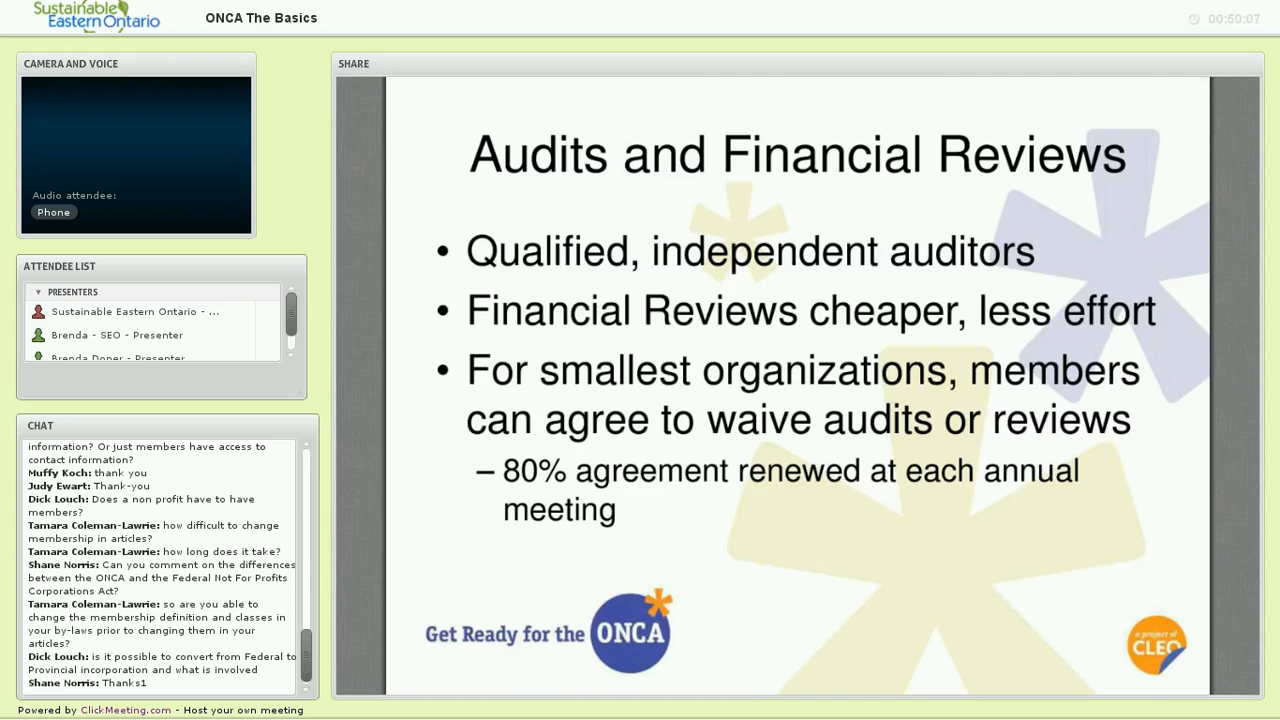 Sustainable
Eastern Ontario
ONCA The Basics
00:50:07
CAMERA AND VOICE
Audio attendee:
Phone
ATTENDEE LIST
PRESENTERS
Sustainable Eastern Ontario - ...
Brenda - SEO - Presenter
Brenda Doner - Presenter
CHAT
information? Or just members have access to
contact information?
Muffy Koch: thank you
Judy Ewart: Thank-you
Dick Louch: Does a non profit have to have
members?
Tamara Coleman-Lawrie: how difficult to change
membership in articles?
Tamara Coleman-Lawrie: how long does it take?
Shane Norris: Can you comment on the differences
between the ONCA and the Federal Not For Profits
Corporations Act?
Tamara Coleman-Lawrie: so are you able to
change the membership definition and classes in
your by-laws prior to changing them in your
articles?
Dick Louch: is it possible to convert from Federal to
Provincial incorporation and what is involved
Shane Norris: Thanks1
Powered by ClickMeeting.com - Host your own meeting
SHARE
Audits and Financial Reviews
• Qualified, independent auditors
• Financial Reviews cheaper, less effort
• For smallest organizations, members
can agree to waive audits or reviews
– 80% agreement renewed at each annual
meeting
Get Ready for the ONCA
a project of
CLEO